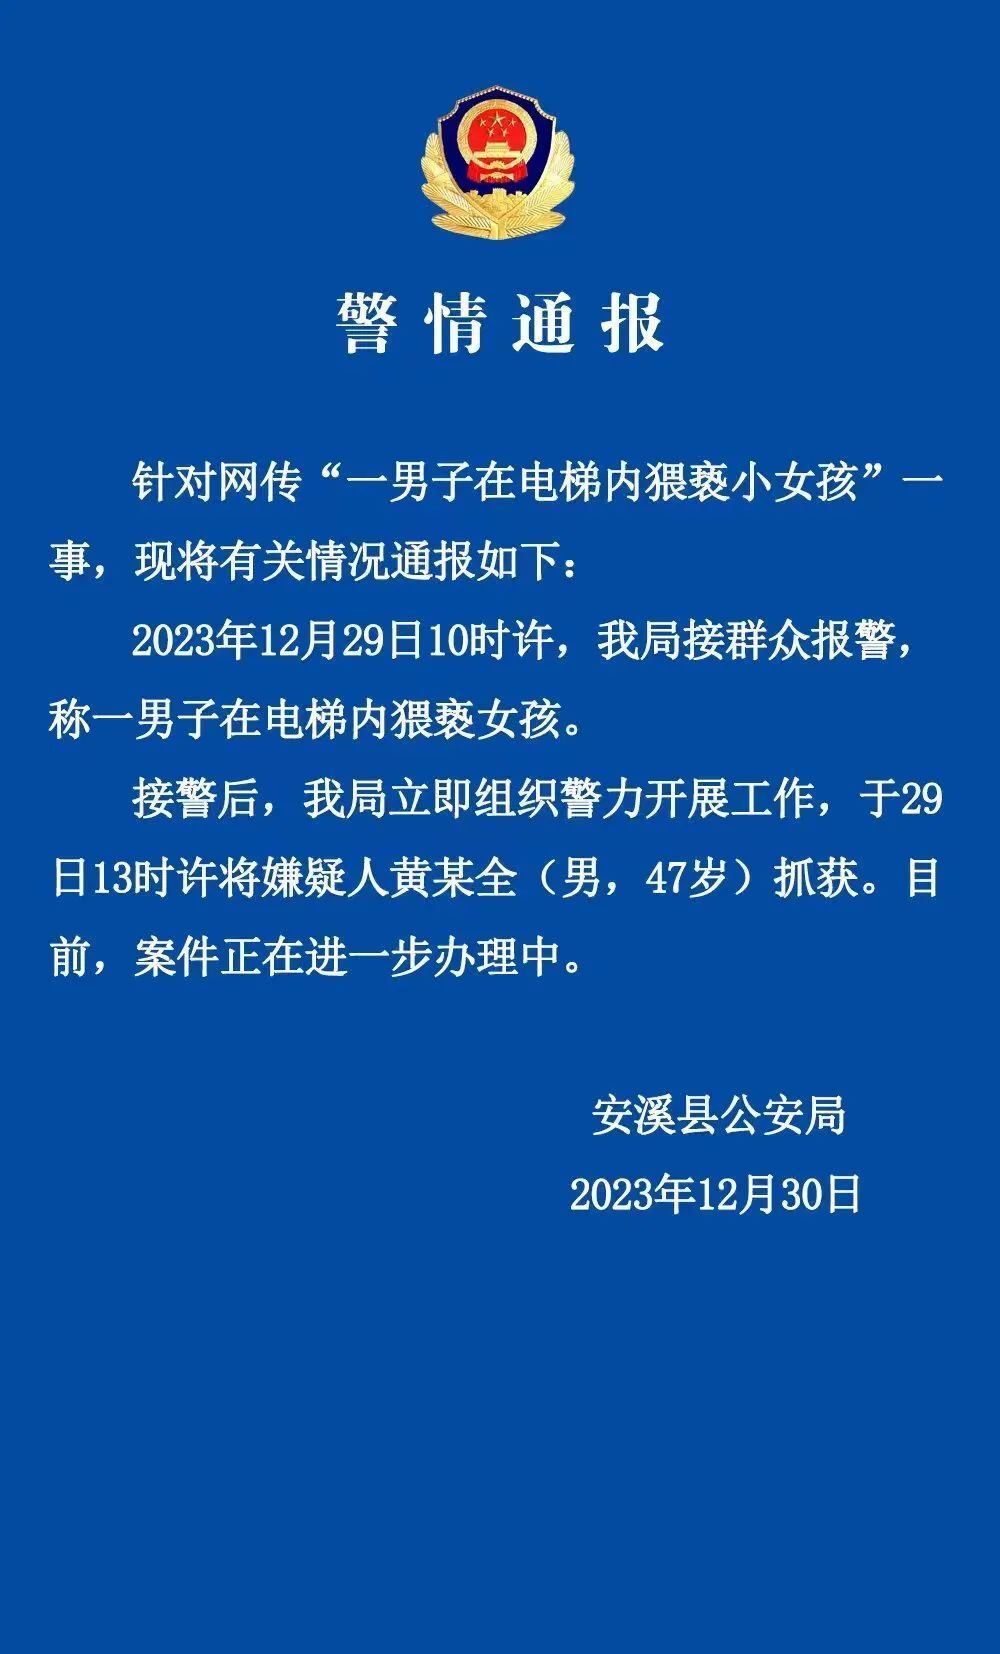 警情通报
针对网传“一男子在电梯内猥亵小女孩”一
事，现将有关情况通报如下：
2023年12月29日10时许，我局接群众报警，
称一男子在电梯内猥亵女孩。
接警后，我局立即组织警力开展工作，于29
日13时许将嫌疑人黄某全（男，47岁）抓获。目
前，案件正在进一步办理中。
安溪县公安局
2023年12月30日